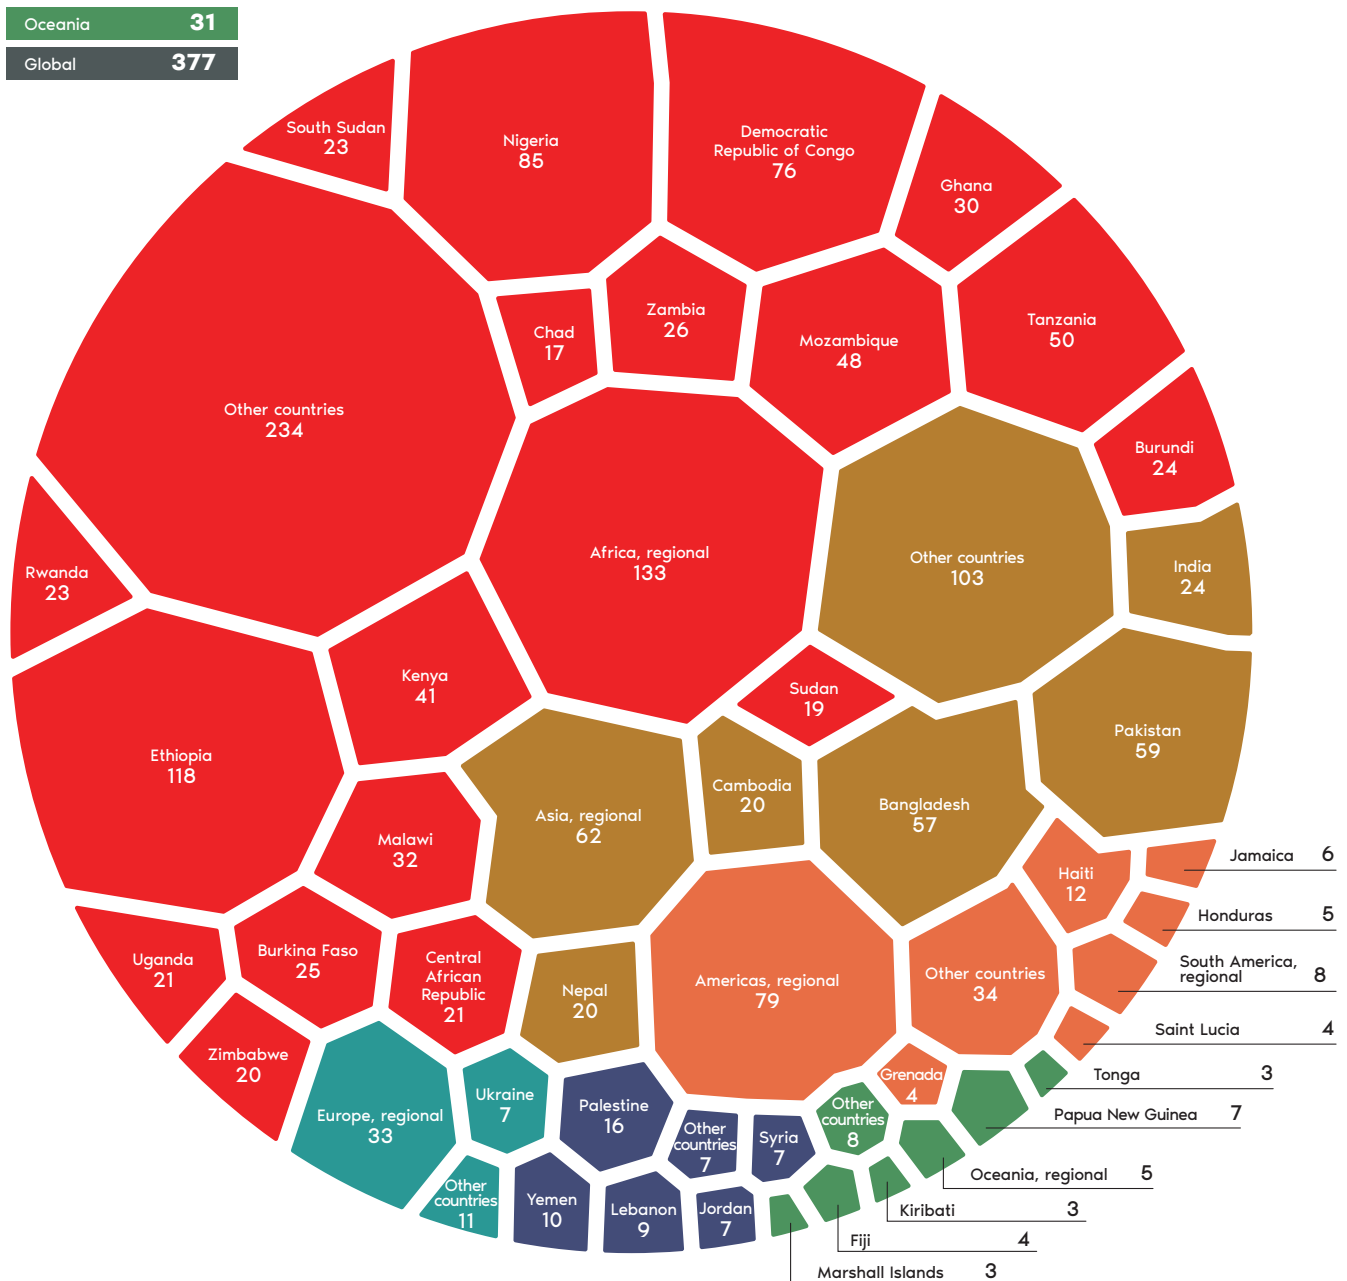 Oceania 31
Global 377
South Sudan
23
Nigeria
85
Democratic
Republic of Congo
76
Ghana
30
Other countries
234
Chad
17
Zambia
26
Mozambique
48
Tanzania
50
Burundi
24
Rwanda
23
Africa, regional
133
Other countries
103
India
24
Kenya
41
Sudan
19
Ethiopia
118
Asia, regional
62
Cambodia
20
Bangladesh
57
Pakistan
59
Malawi
32
Haiti
12
Jamaica 6
Honduras 5
South America,
regional 8
Saint Lucia 4
Uganda
21
Burkina Faso
25
Central
African
Republic
21
Nepal
20
Americas, regional
79
Other countries
34
Zimbabwe
20
Europe, regional
33
Ukraine
7
Palestine
16
Other
countries
7
Syria
7
Other
countries
8
Grenada
4
Tonga 3
Papua New Guinea 7
Oceania, regional 5
Kiribati 3
Fiji 4
Marshall Islands 3
Other
countries
11
Yemen
10
Lebanon
9
Jordan
7